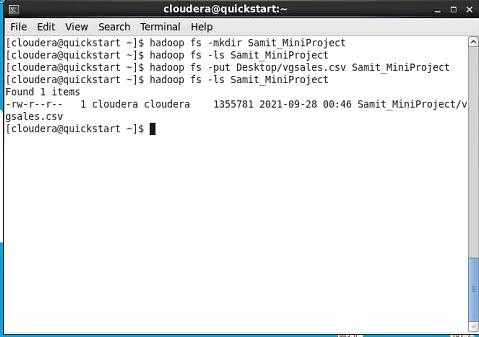 cloudera@quickstart:~
File Edit View Search Terminal Help
[cloudera@quickstart ~]$ hadoop fs -mkdir Samit_MiniProject
[cloudera@quickstart ~]$ hadoop fs -ls Samit_MiniProject
[cloudera@quickstart ~]$ hadoop fs -put Desktop/vgsales.csv Samit_MiniProject
[cloudera@quickstart ~]$ hadoop fs -ls Samit_MiniProject
Found 1 items
-rw-r--r-- 1 cloudera cloudera 1355781 2021-09-28 00:46 Samit_MiniProject/v
gsales.csv
[cloudera@quickstart ~]$